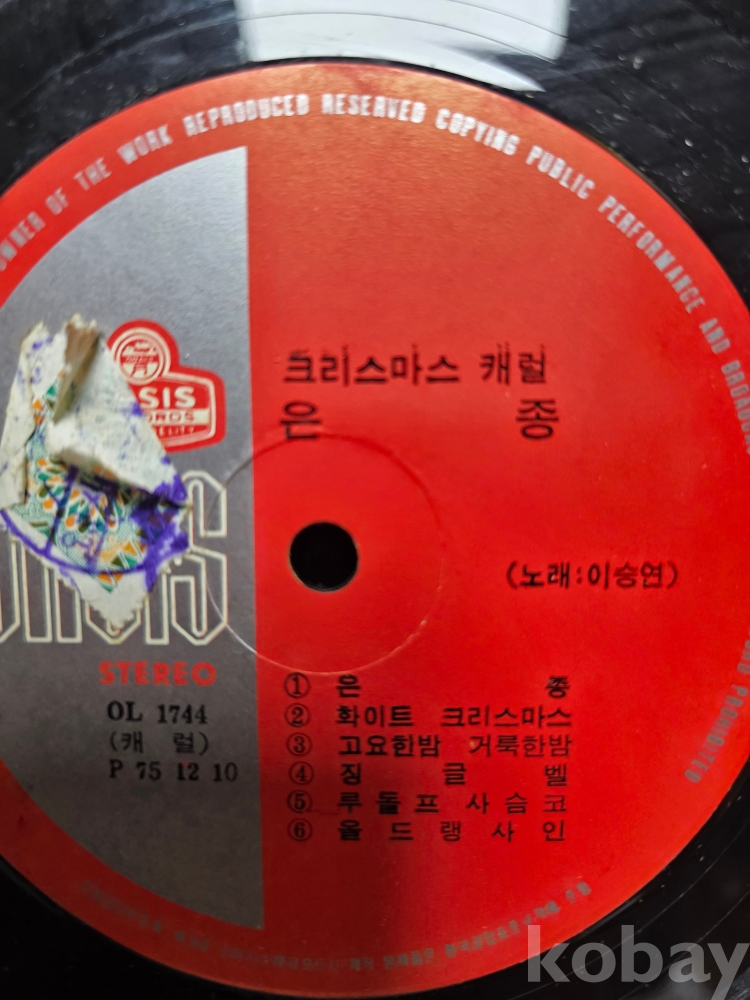 OWNER OF THE WORK REPRODUCED RESERVED COPYING PUBLIC PERFORMANCE AND
PROHIBITED
크리스마스 캐럴
은 종
(노래:이승연)
STEREO
OL 1744
(캐 럴)
P 75 12 10
① 은 종
② 화이트 크리스마스
③ 고요한밤 거룩한밤
④ 징 글 벨
⑤ 루돌프 사슴코
⑥ 올드랭사인
kobay